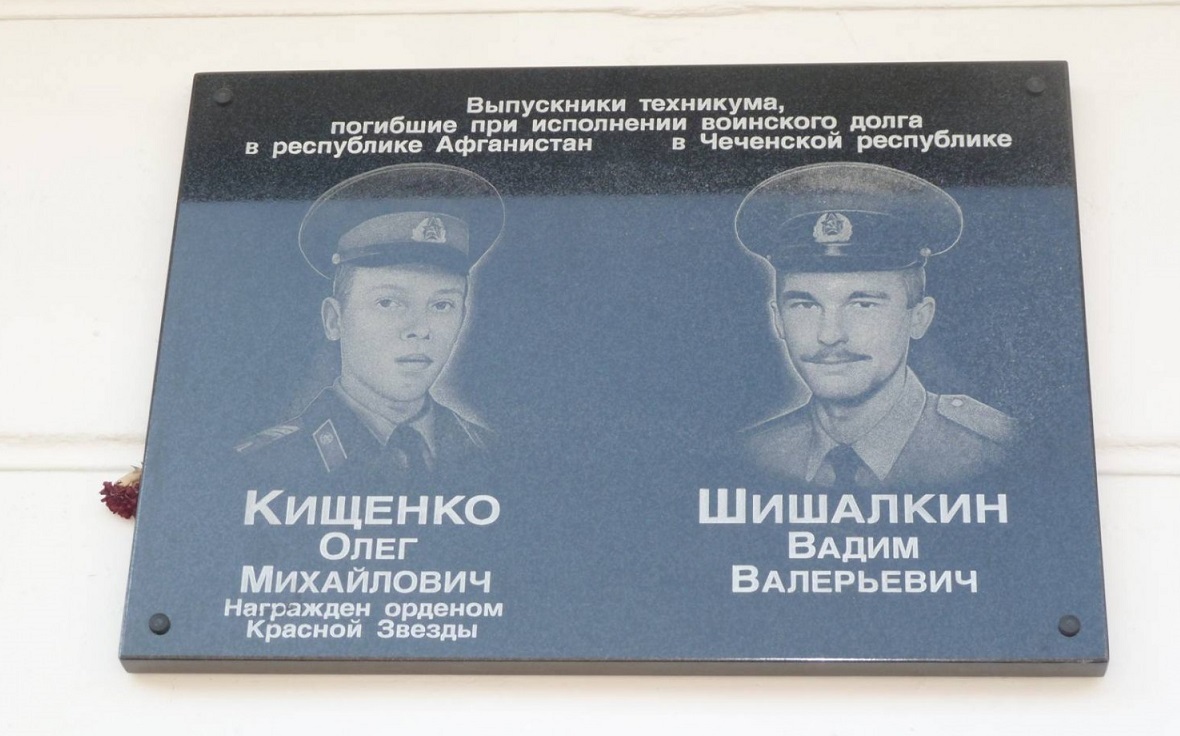 Выпускники техникума,
погибшие при исполнении воинского долга
в республике Афганистан в Чеченской республике
Кищенко
Олег
Михайлович
Награжден орденом
Красной Звезды
Шишалкин
Вадим
Валерьевич